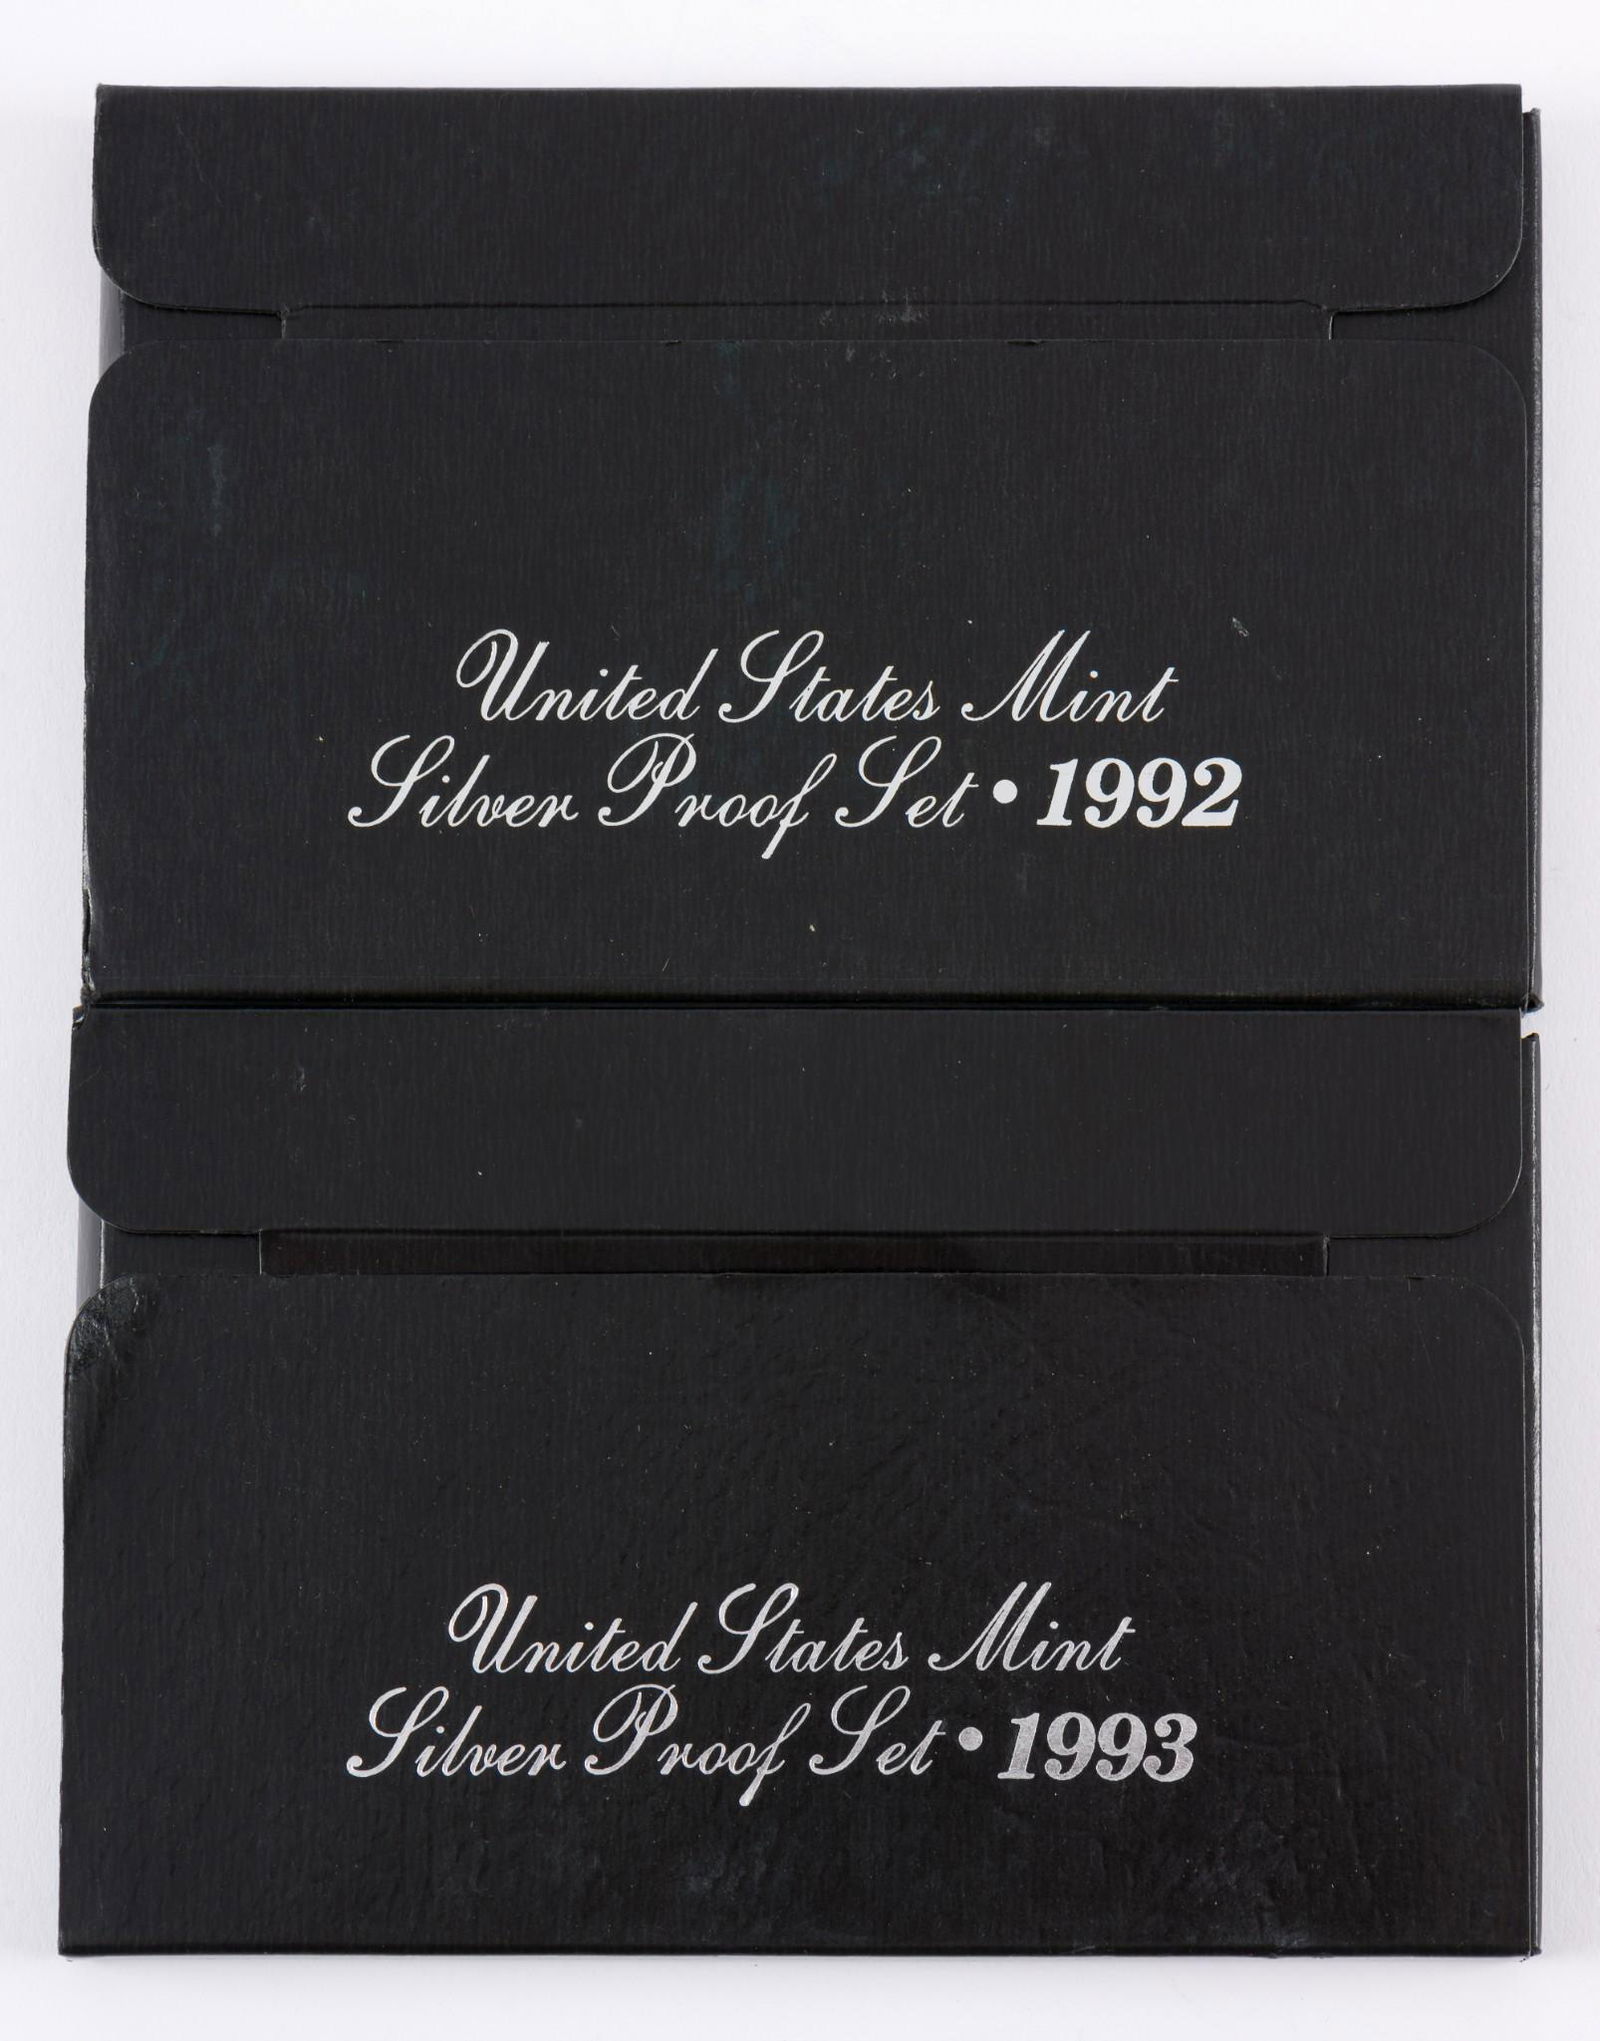 United States Mint
Silver Proof Set • 1992
United States Mint
Silver Proof Set • 1993